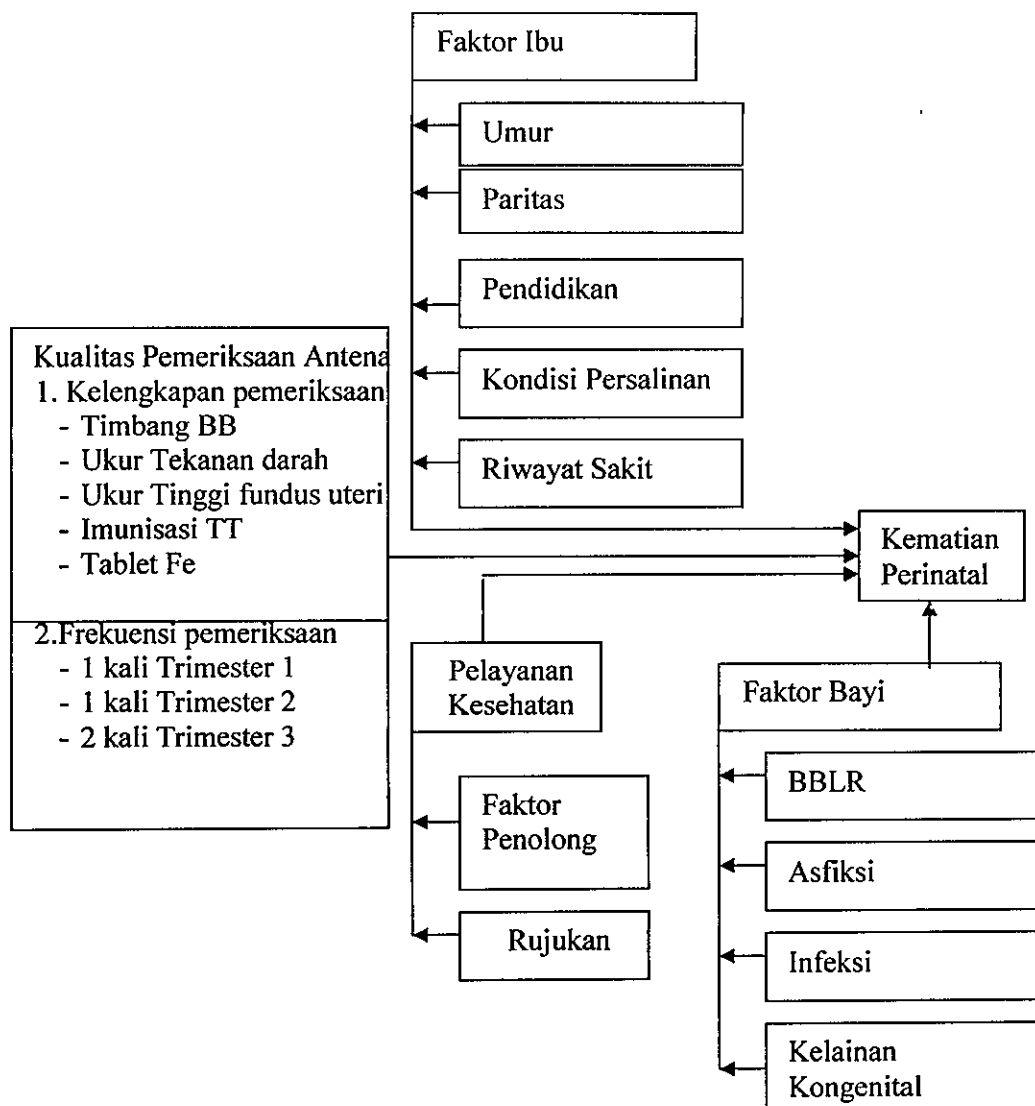 Faktor Ibu
Umur
Paritas
Pendidikan
Kondisi Persalinan
Riwayat Sakit
Kualitas Pemeriksaan Antena
1. Kelengkapan pemeriksaan
- Timbang BB
- Ukur Tekanan darah
- Ukur Tinggi fundus uteri
- Imunisasi TT
- Tablet Fe
2.Frekuensi pemeriksaan
- 1 kali Trimester 1
- 1 kali Trimester 2
- 2 kali Trimester 3
Kematian
Perinatal
Pelayanan
Kesehatan
Faktor
Penolong
Rujukan
Faktor Bayi
BBLR
Asfiksi
Infeksi
Kelainan
Kongenital